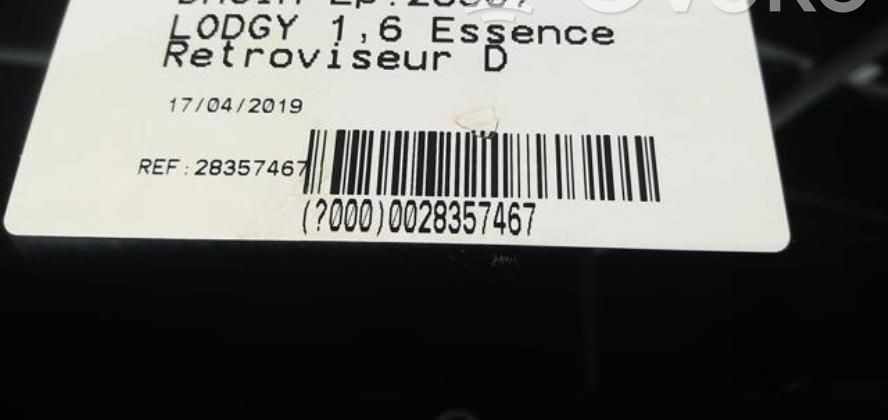 LODGY 1,6 Essence
Retroviseur D
17/04/2019
REF:28357467
(?000)0028357467